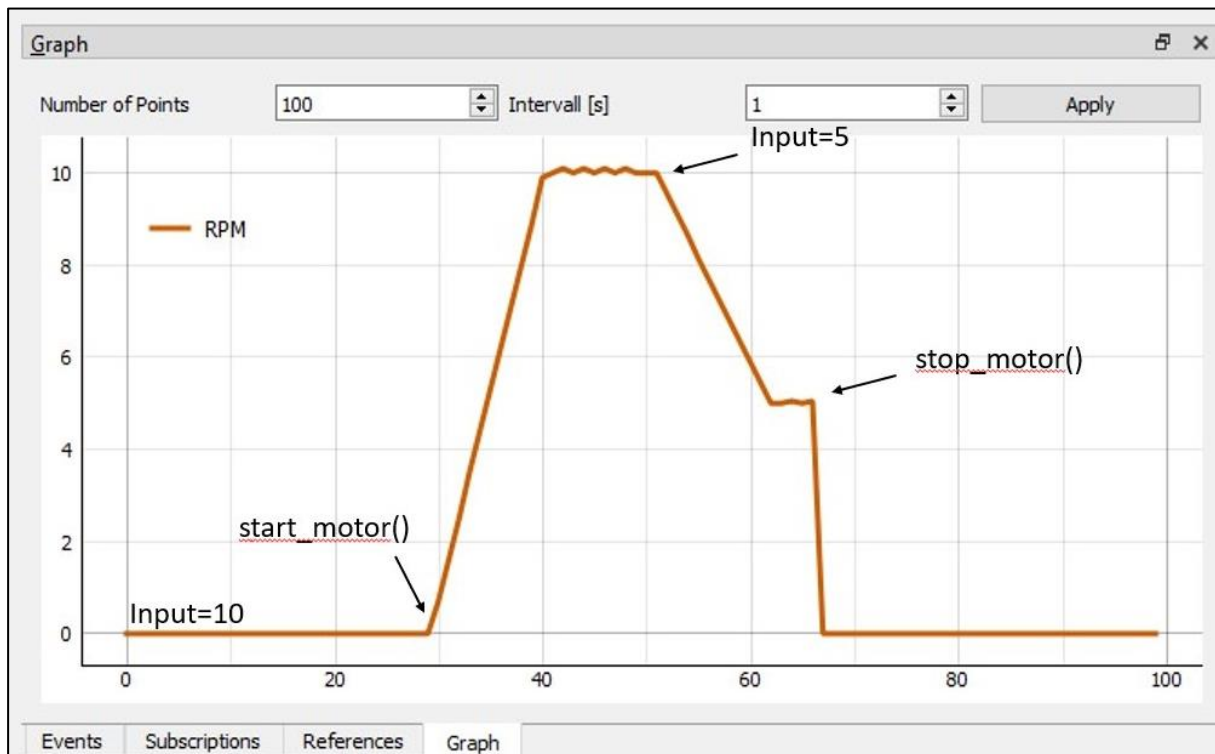 Graph
Number of Points 100 Intervall [s] 1 Apply
Input=5
10
RPM
8
6
stop_motor()
4
start_motor()
2
Input=10
0
0 20 40 60 80 100
Events Subscriptions References Graph